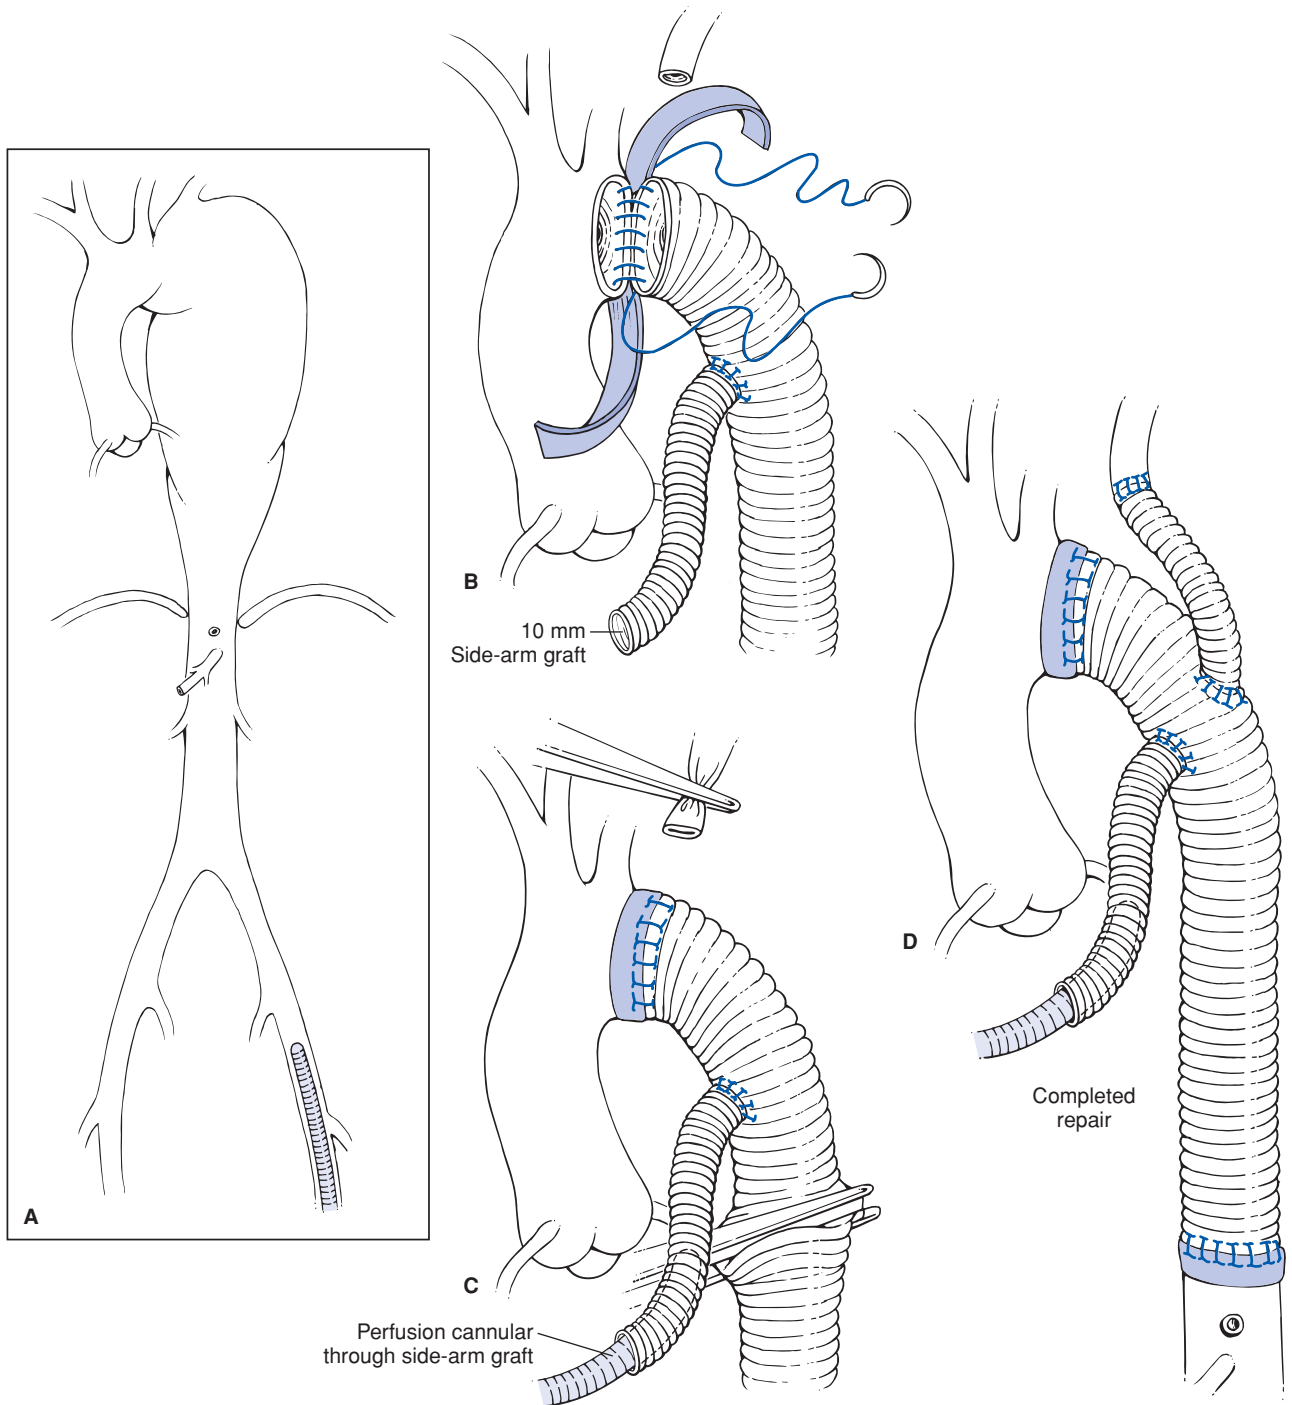 A
B
10 mm
Side-arm graft
C
Perfusion cannular
through side-arm graft
D
Completed
repair